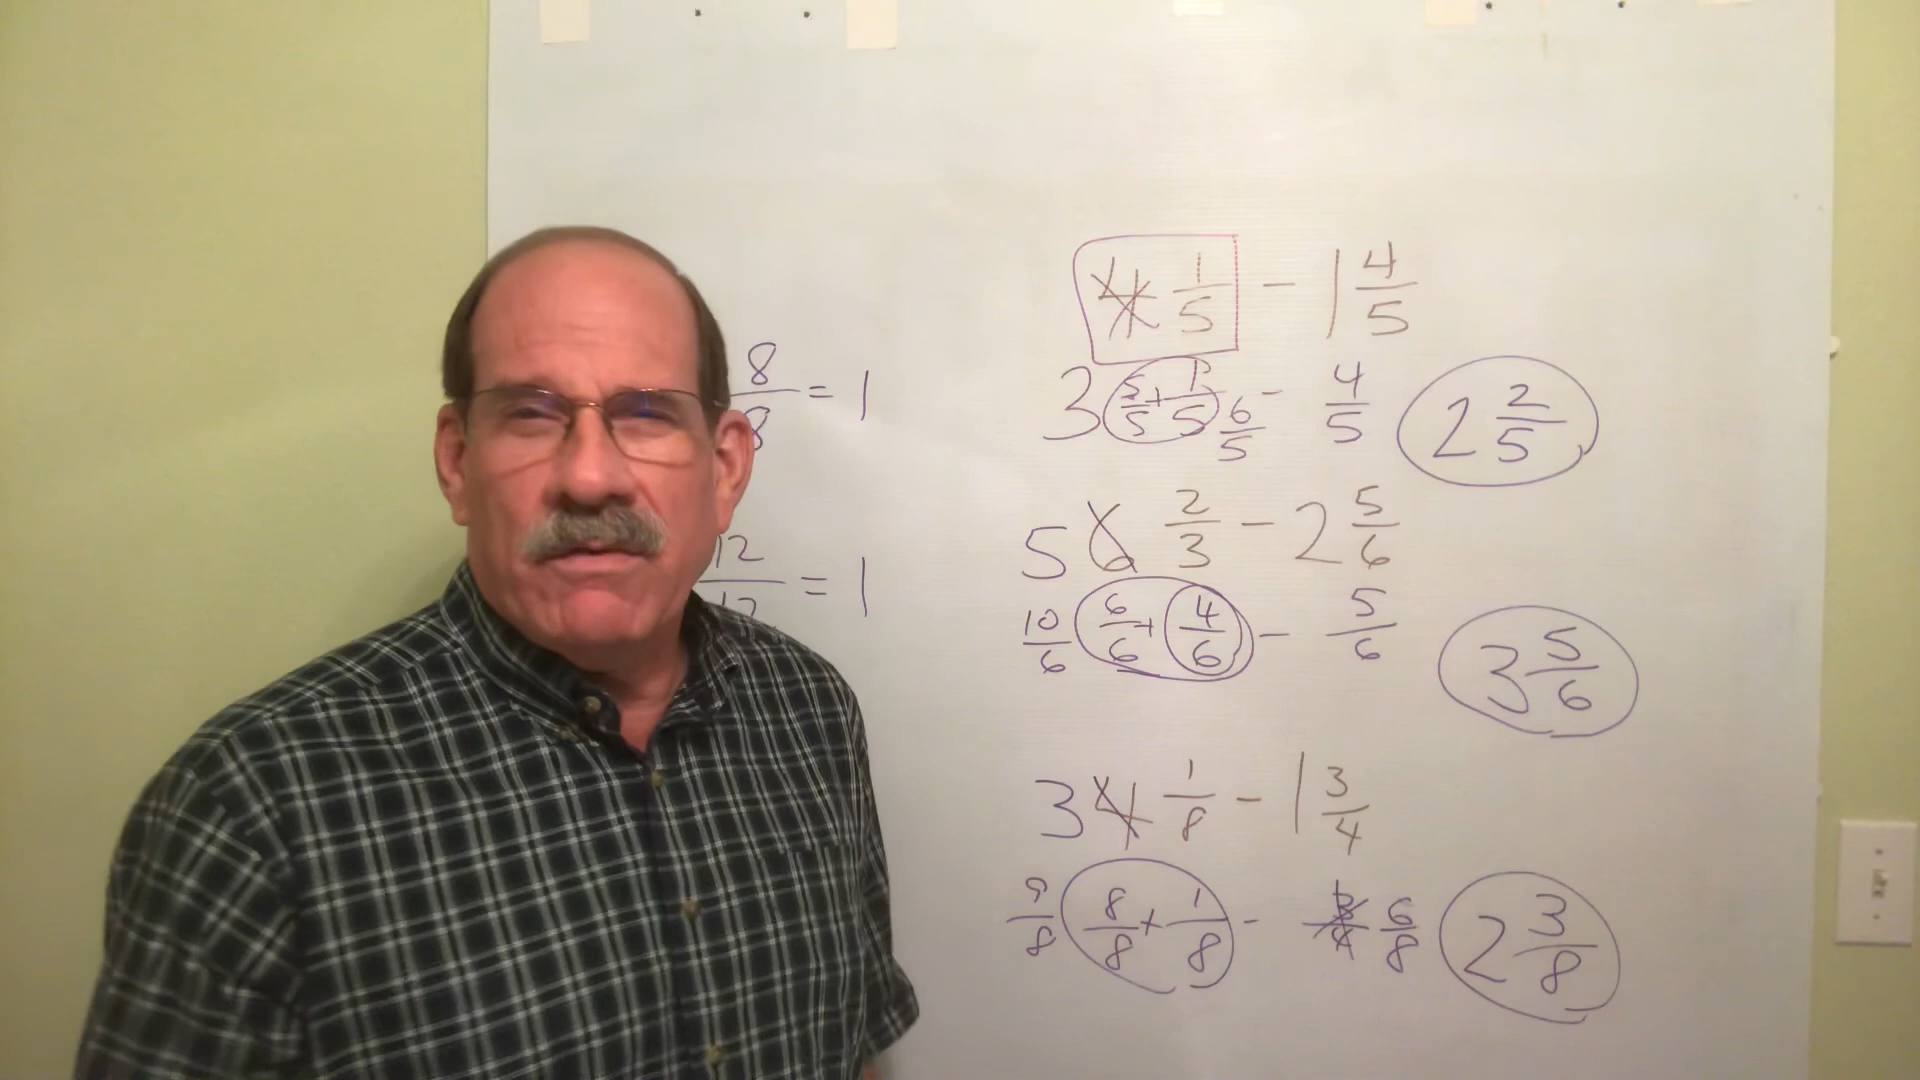 8/8 = 1
12/12 = 1
4 1/5 - 1 4/5
3 5/5 + 1/5 6/5 - 4/5 2 2/5
5 6 2/3 - 2 5/6
10/6 6/6 + 4/6 - 5/6 3 5/6
3 4 1/8 - 1 3/4
9/8 8/8 + 1/8 - 3/4 6/8 2 3/8